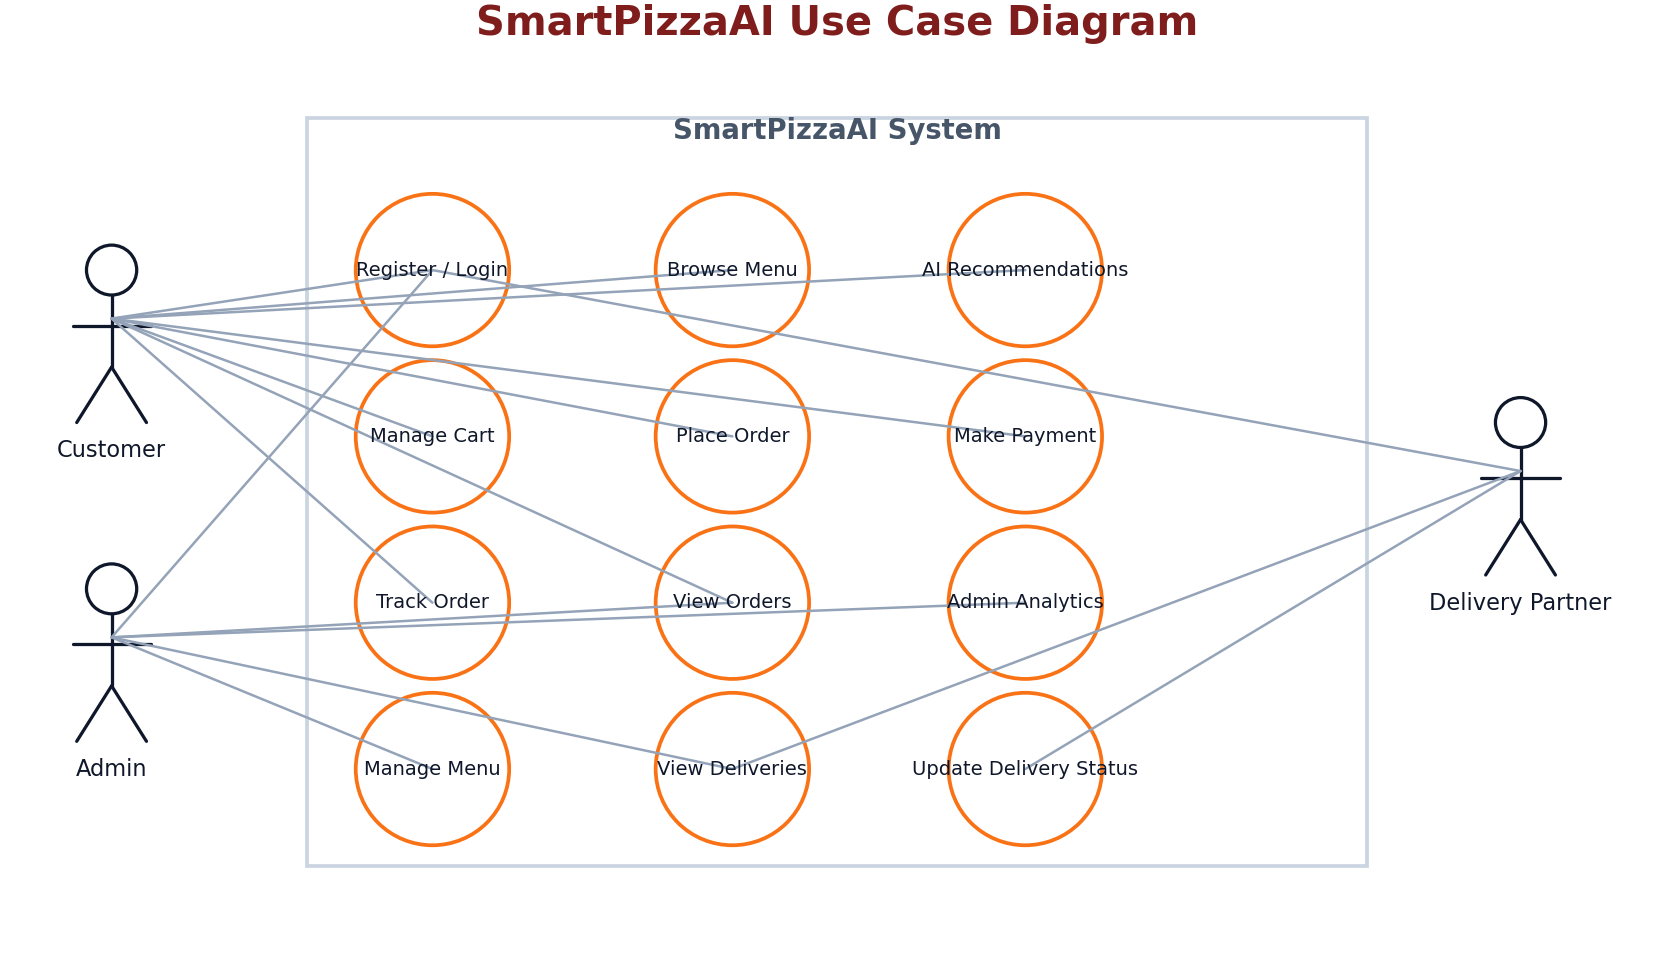 SmartPizzaAI Use Case Diagram
SmartPizzaAI System
Register / Login
Browse Menu
AI Recommendations
Customer
Manage Cart
Place Order
Make Payment
Track Order
View Orders
Admin Analytics
Delivery Partner
Admin
Manage Menu
View Deliveries
Update Delivery Status